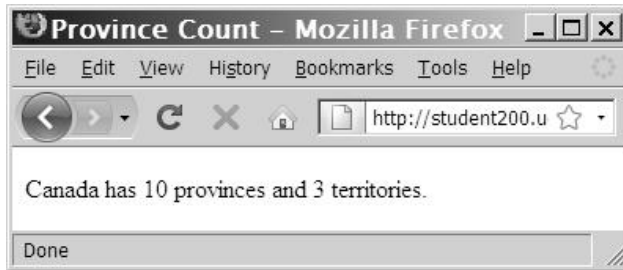 Province Count – Mozilla Firefox
File Edit View History Bookmarks Tools Help
http://student200.u
Canada has 10 provinces and 3 territories.
Done